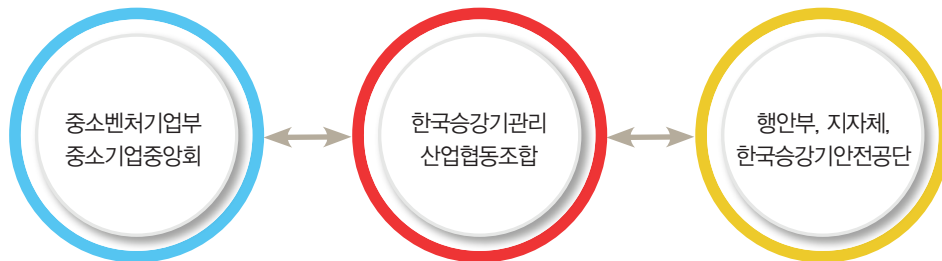 중소벤처기업부
중소기업중앙회
한국승강기관리
산업협동조합
행안부, 지자체,
한국승강기안전공단